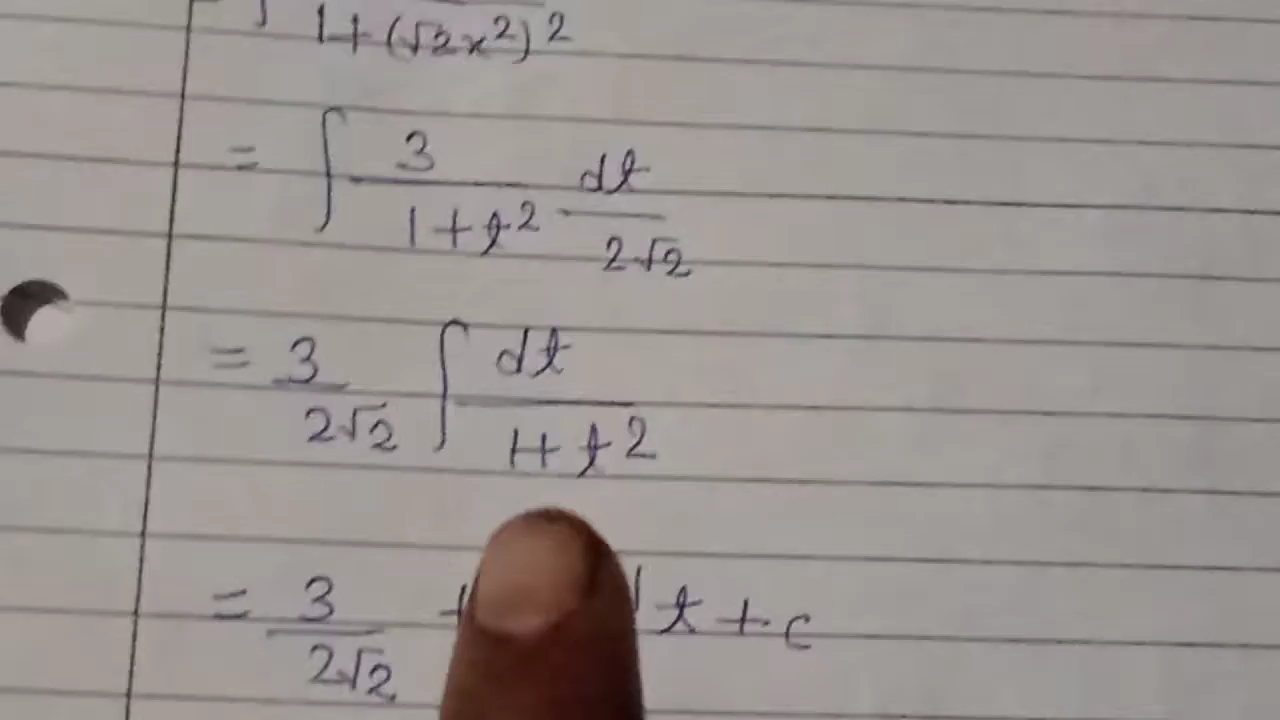 1+(√2x²)²
= ∫ 3/(1+t²) dt/(2√2)
= 3/(2√2) ∫ dt/(1+t²)
= 3/(2√2) t + c